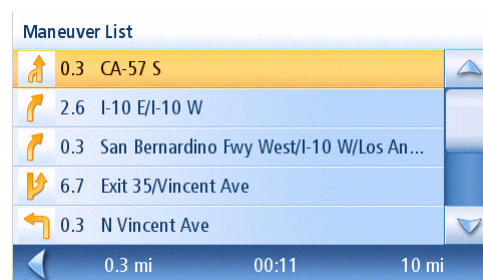 Maneuver List
0.3 CA-57 S
2.6 I-10 E/I-10 W
0.3 San Bernardino Fwy West/I-10 W/Los An...
6.7 Exit 35/Vincent Ave
0.3 N Vincent Ave
0.3 mi 00:11 10 mi